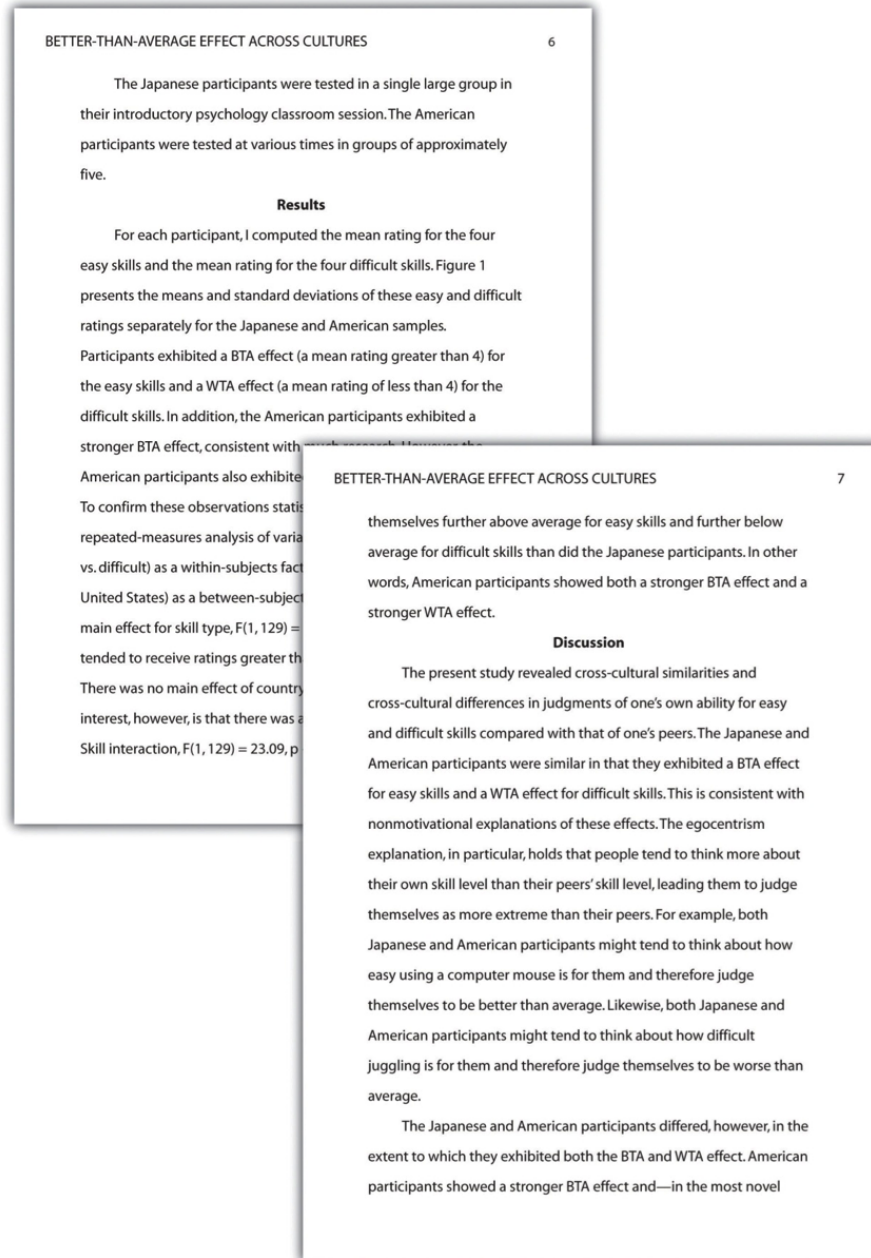 BETTER-THAN-AVERAGE EFFECT ACROSS CULTURES 6
The Japanese participants were tested in a single large group in
their introductory psychology classroom session. The American
participants were tested at various times in groups of approximately
five.
Results
For each participant, I computed the mean rating for the four
easy skills and the mean rating for the four difficult skills. Figure 1
presents the means and standard deviations of these easy and difficult
ratings separately for the Japanese and American samples.
Participants exhibited a BTA effect (a mean rating greater than 4) for
the easy skills and a WTA effect (a mean rating of less than 4) for the
difficult skills. In addition, the American participants exhibited a
stronger BTA effect, consistent with much research. However the
American participants also exhibite
To confirm these observations statis
repeated-measures analysis of varia
vs. difficult) as a within-subjects fact
United States) as a between-subject
main effect for skill type, F(1, 129) =
tended to receive ratings greater th
There was no main effect of country
interest, however, is that there was a
Skill interaction, F(1, 129) = 23.09, p
BETTER-THAN-AVERAGE EFFECT ACROSS CULTURES 7
themselves further above average for easy skills and further below
average for difficult skills than did the Japanese participants. In other
words, American participants showed both a stronger BTA effect and a
stronger WTA effect.
Discussion
The present study revealed cross-cultural similarities and
cross-cultural differences in judgments of one's own ability for easy
and difficult skills compared with that of one's peers. The Japanese and
American participants were similar in that they exhibited a BTA effect
for easy skills and a WTA effect for difficult skills. This is consistent with
nonmotivational explanations of these effects. The egocentrism
explanation, in particular, holds that people tend to think more about
their own skill level than their peers' skill level, leading them to judge
themselves as more extreme than their peers. For example, both
Japanese and American participants might tend to think about how
easy using a computer mouse is for them and therefore judge
themselves to be better than average. Likewise, both Japanese and
American participants might tend to think about how difficult
juggling is for them and therefore judge themselves to be worse than
average.
The Japanese and American participants differed, however, in the
extent to which they exhibited both the BTA and WTA effect. American
participants showed a stronger BTA effect and—in the most novel